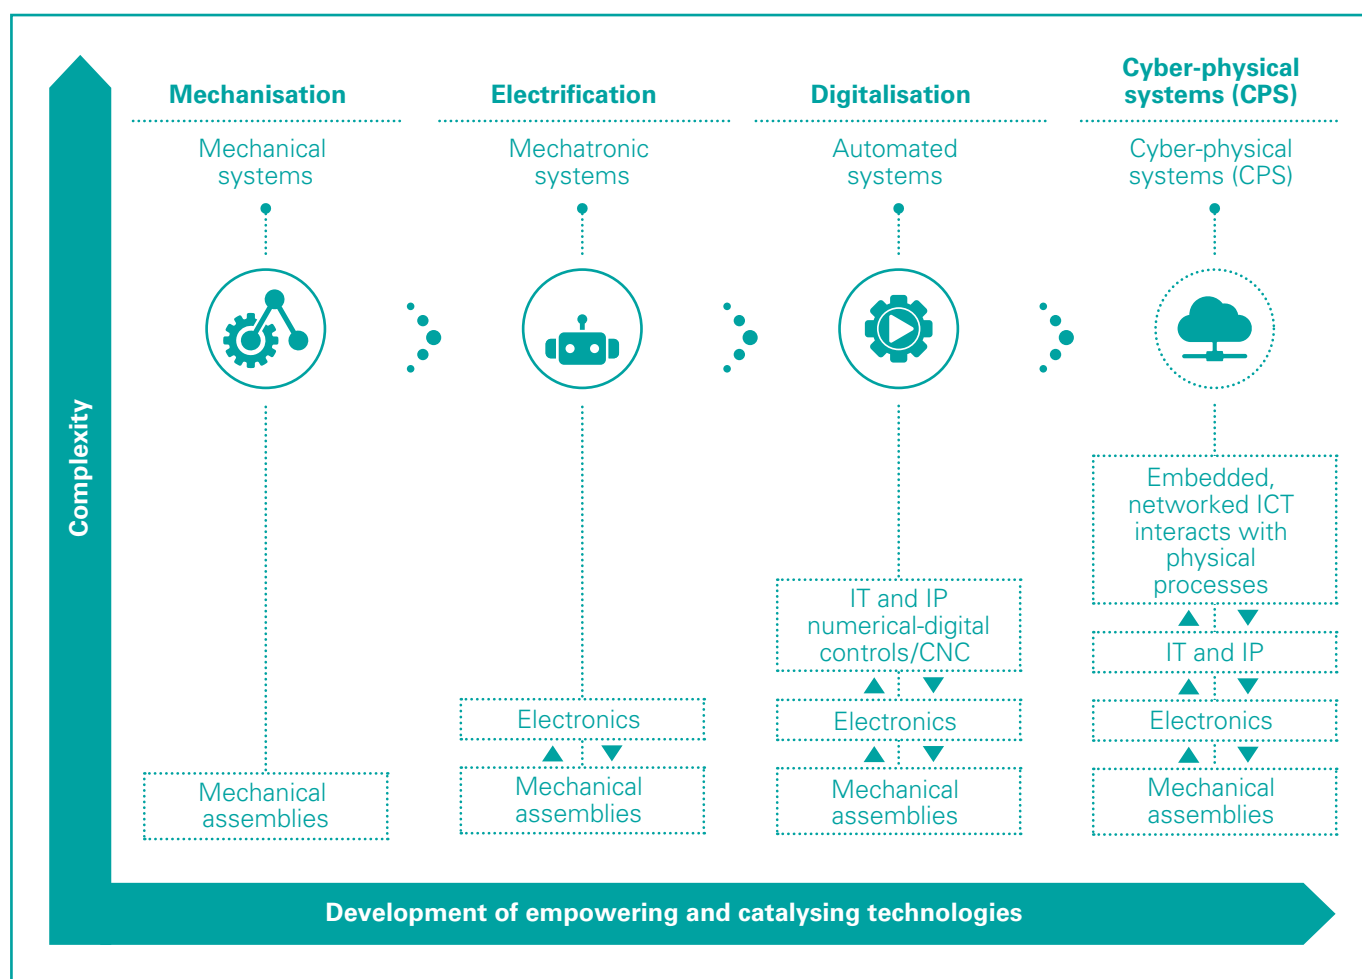 Mechanisation
Mechanical
systems
Mechanical
assemblies
Electrification
Mechatronic
systems
Electronics
Mechanical
assemblies
Digitalisation
Automated
systems
IT and IP
numerical-digital
controls/CNC
Electronics
Mechanical
assemblies
Cyber-physical
systems (CPS)
Cyber-physical
systems (CPS)
Embedded,
networked ICT
interacts with
physical
processes
IT and IP
Electronics
Mechanical
assemblies
Complexity
Development of empowering and catalysing technologies